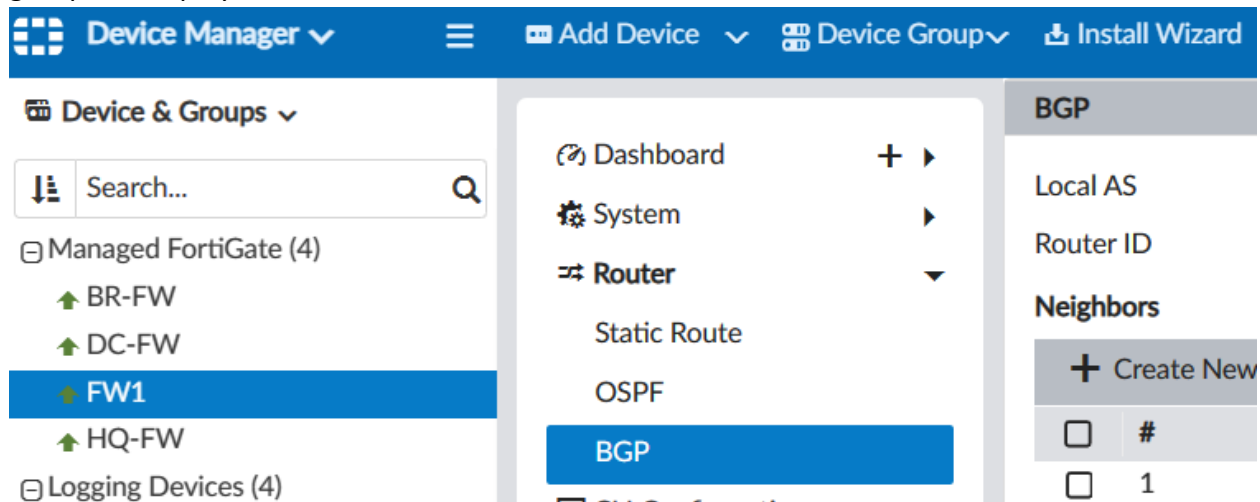 Device Manager
Add Device
Device Group
Install Wizard
Device & Groups
Search...
Managed FortiGate (4)
BR-FW
DC-FW
FW1
HQ-FW
Logging Devices (4)
Dashboard
System
Router
Static Route
OSPF
BGP
BGP
Local AS
Router ID
Neighbors
+ Create New
#
1